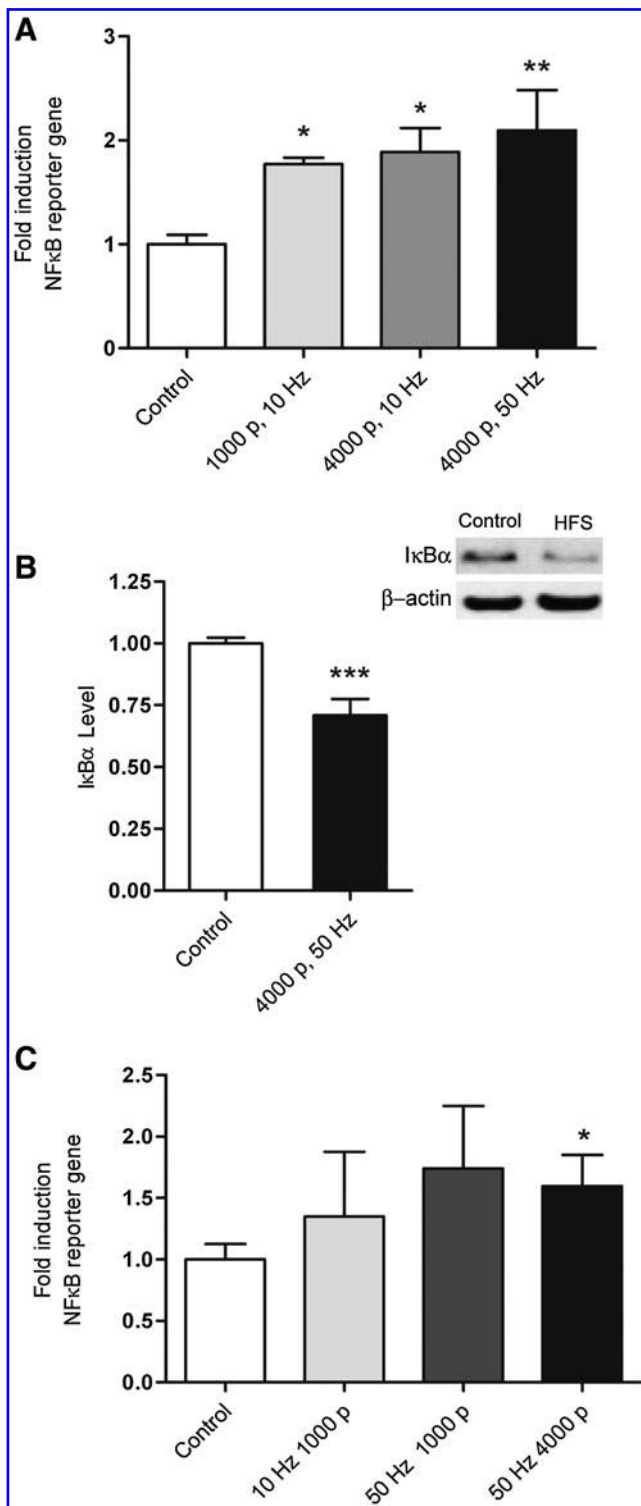 A
Fold induction
NFκB reporter gene
3
2
1
0
*
*
**
Control
1000 p, 10 Hz
4000 p, 10 Hz
4000 p, 50 Hz
B
Control HFS
IκBα
β–actin
IκBα Level
1.25
1.00
0.75
0.50
0.25
0.00
***
Control
4000 p, 50 Hz
C
Fold induction
NFκB reporter gene
2.5
2.0
1.5
1.0
0.5
0.0
*
Control
10 Hz 1000 p
50 Hz 1000 p
50 Hz 4000 p